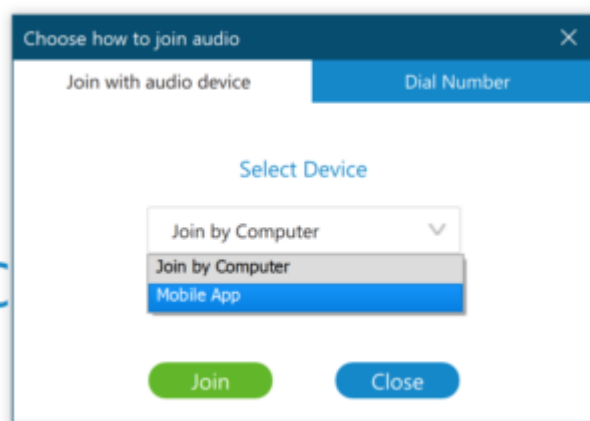 Choose how to join audio
Join with audio device Dial Number
Select Device
Join by Computer
Join by Computer
Mobile App
Join Close